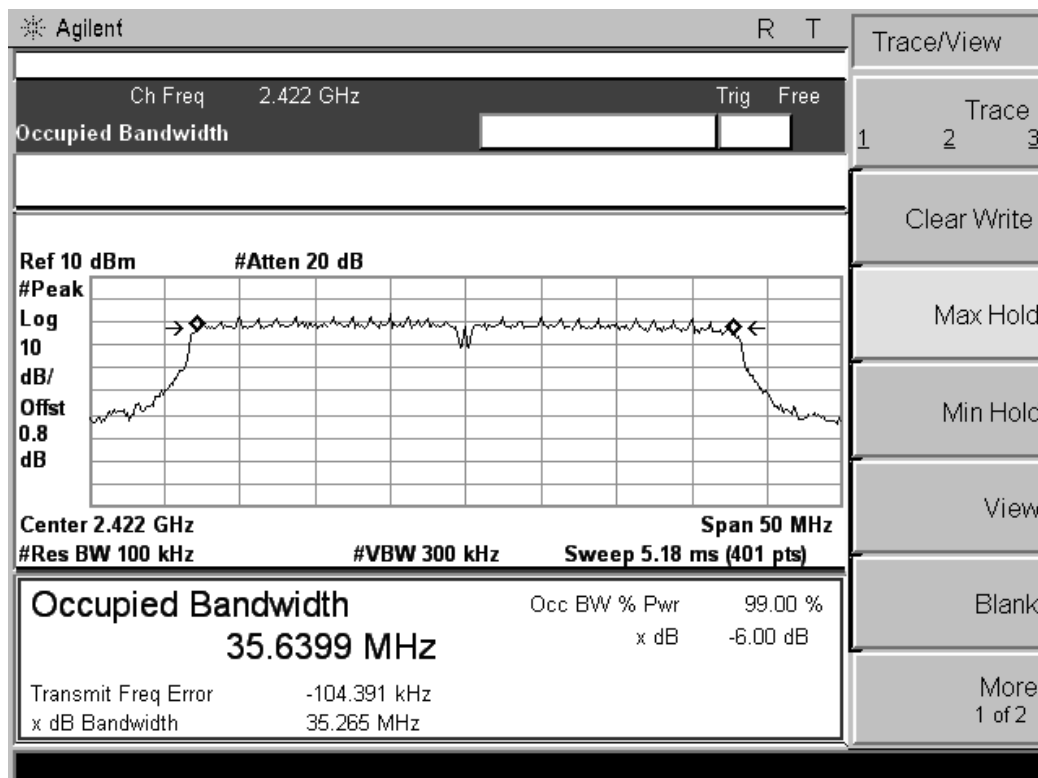 Agilent R T
Ch Freq 2.422 GHz Trig Free
Occupied Bandwidth
Ref 10 dBm #Atten 20 dB
#Peak
Log
10
dB/
Offst
0.8
dB
Center 2.422 GHz Span 50 MHz
#Res BW 100 kHz #VBW 300 kHz Sweep 5.18 ms (401 pts)
Occupied Bandwidth Occ BW % Pwr 99.00 %
35.6399 MHz x dB -6.00 dB
Transmit Freq Error -104.391 kHz
x dB Bandwidth 35.265 MHz
Trace/View
Trace
1 2 3
Clear Write
Max Hold
Min Hold
View
Blank
More
1 of 2